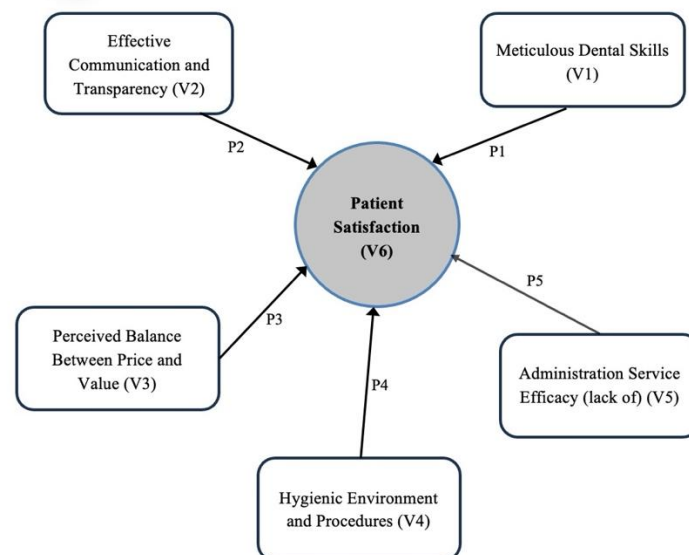 Effective
Communication and
Transparency (V2)
Meticulous Dental Skills
(V1)
P2
P1
Patient
Satisfaction
(V6)
P5
P3
Perceived Balance
Between Price and
Value (V3)
P4
Administration Service
Efficacy (lack of) (V5)
Hygienic Environment
and Procedures (V4)